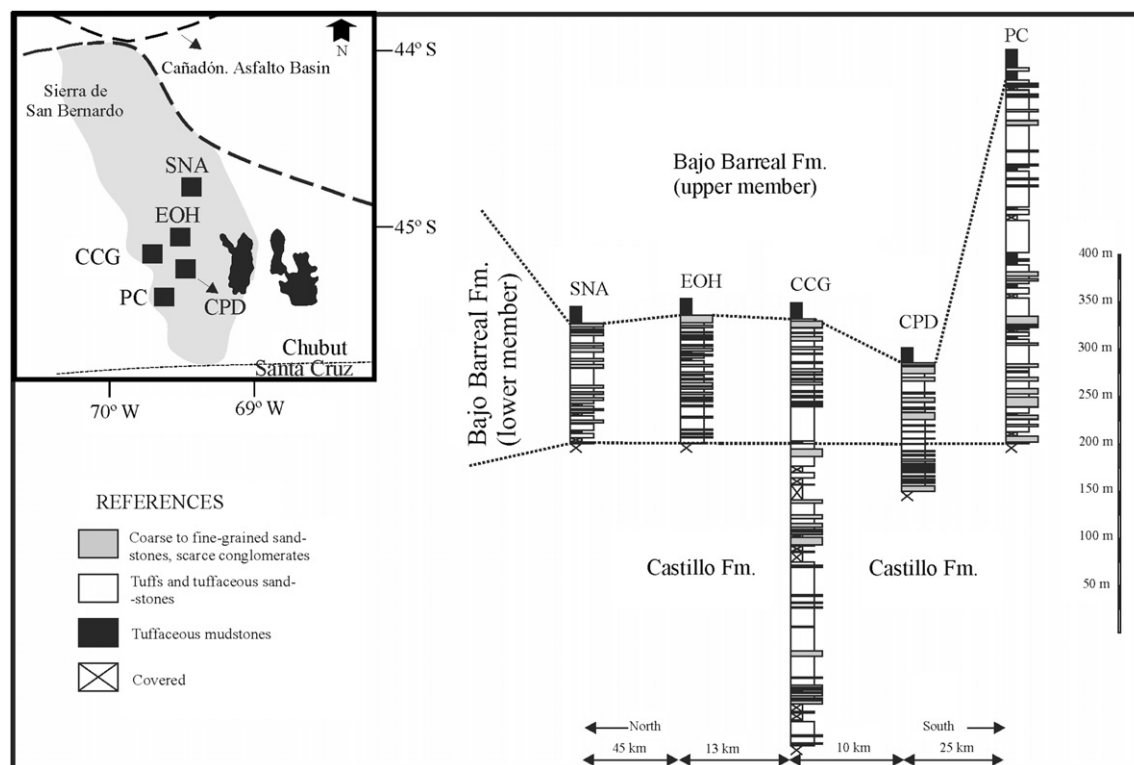 N
Cañadón. Asfalto Basin
Sierra de
San Bernardo
SNA
EOH
CCG
PC
CPD
Chubut
Santa Cruz
44º S
45º S
70º W
69º W
REFERENCES
Coarse to fine-grained sand-
stones, scarce conglomerates
Tuffs and tuffaceous sand-
-stones
Tuffaceous mudstones
Covered
PC
Bajo Barreal Fm.
(upper member)
Bajo Barreal Fm.
(lower member)
SNA
EOH
CCG
CPD
Castillo Fm.
Castillo Fm.
400 m
350 m
300 m
250 m
200 m
150 m
100 m
50 m
North
South
45 km
13 km
10 km
25 km